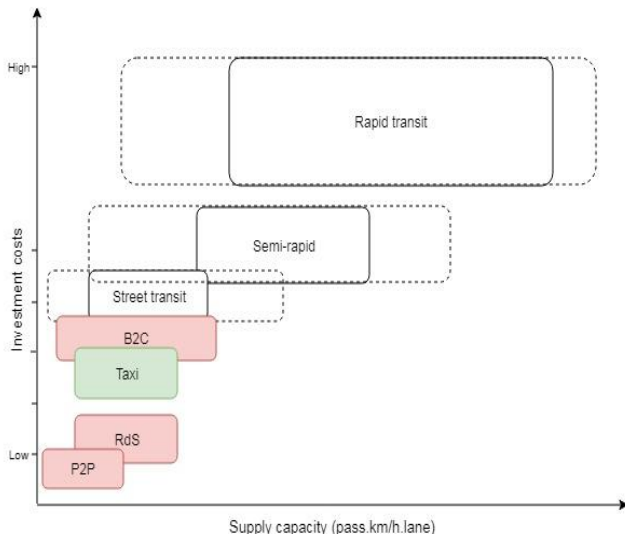 High
Rapid transit
Semi-rapid
Investment costs
Street transit
B2C
Taxi
RdS
Low
P2P
Supply capacity (pass.km/h.lane)